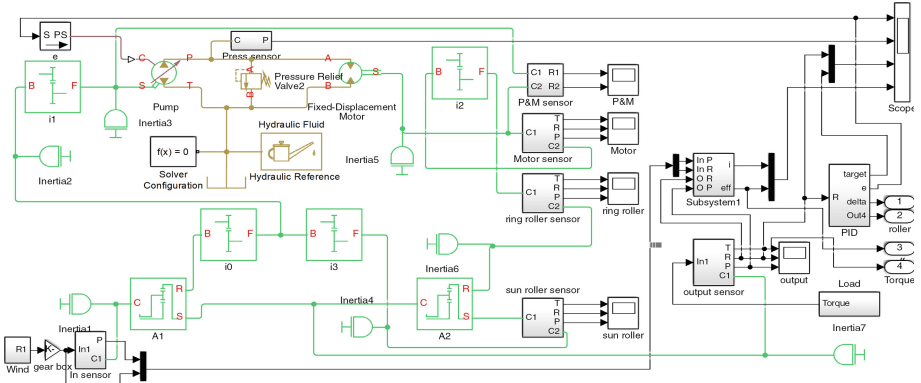 S PS
e
C
P
Press sensor
C
P
A
A
S
S
T
B
B
Pump
Pressure Relief
Valve2
Fixed-Displacement
Motor
B
F
i1
Inertia3
Inertia2
Hydraulic Fluid
f(x) = 0
Solver
Configuration
Hydraulic Reference
Inertia5
B
F
i2
C1
R1
C2
R2
P&M sensor
P&M
C1
T
R
P
C2
Motor sensor
Motor
C1
T
R
P
C2
ring roller sensor
ring roller
Scope
In P
In R
O R
O P
i
eff
Subsystem1
R
target
e
delta
Out4
PID
1
2
roller
3
4
Torque
B
F
i0
B
F
i3
Inertia6
In1
T
R
P
C1
output sensor
output
Load
Torque
Inertia7
Inertia1
C
R
S
A1
Inertia4
C
R
S
A2
sun roller sensor
C1
T
R
P
C2
sun roller
R1
Wind
K-
gear box
In1
P
C1
In sensor